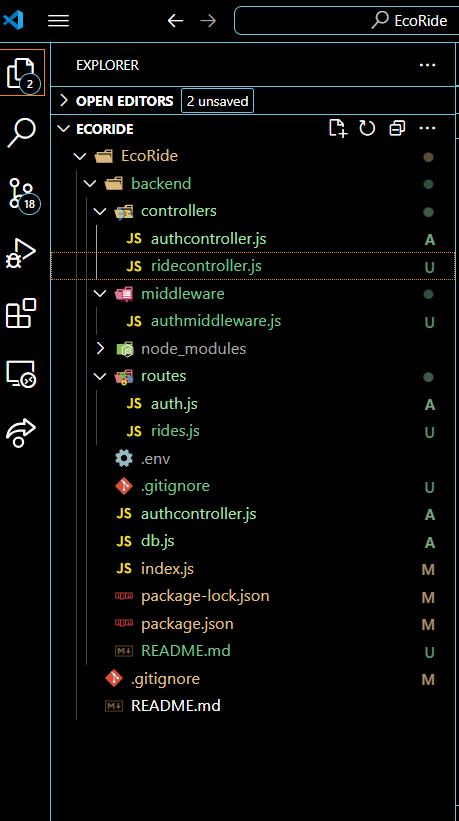 EcoRide
EXPLORER
2
OPEN EDITORS 2 unsaved
ECORIDE
EcoRide
backend
18
controllers
JS authcontroller.js A
JS ridecontroller.js U
middleware
JS authmiddleware.js U
node_modules
routes
JS auth.js A
JS rides.js U
.env
.gitignore U
JS authcontroller.js A
JS db.js A
JS index.js M
npm package-lock.json M
npm package.json M
M README.md U
.gitignore M
M README.md